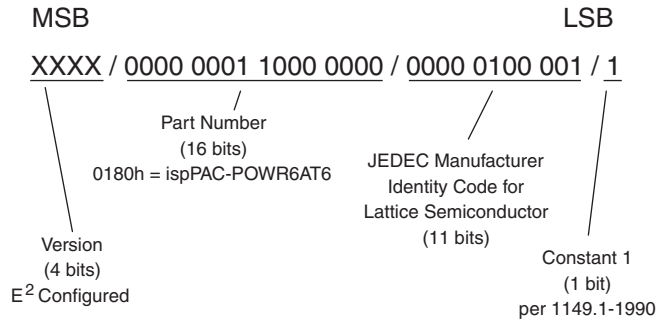 MSB
LSB
XXXX / 0000 0001 1000 0000 / 0000 0100 001 / 1
Part Number
(16 bits)
0180h = ispPAC-POWR6AT6
JEDEC Manufacturer
Identity Code for
Lattice Semiconductor
(11 bits)
Version
(4 bits)
E2 Configured
Constant 1
(1 bit)
per 1149.1-1990